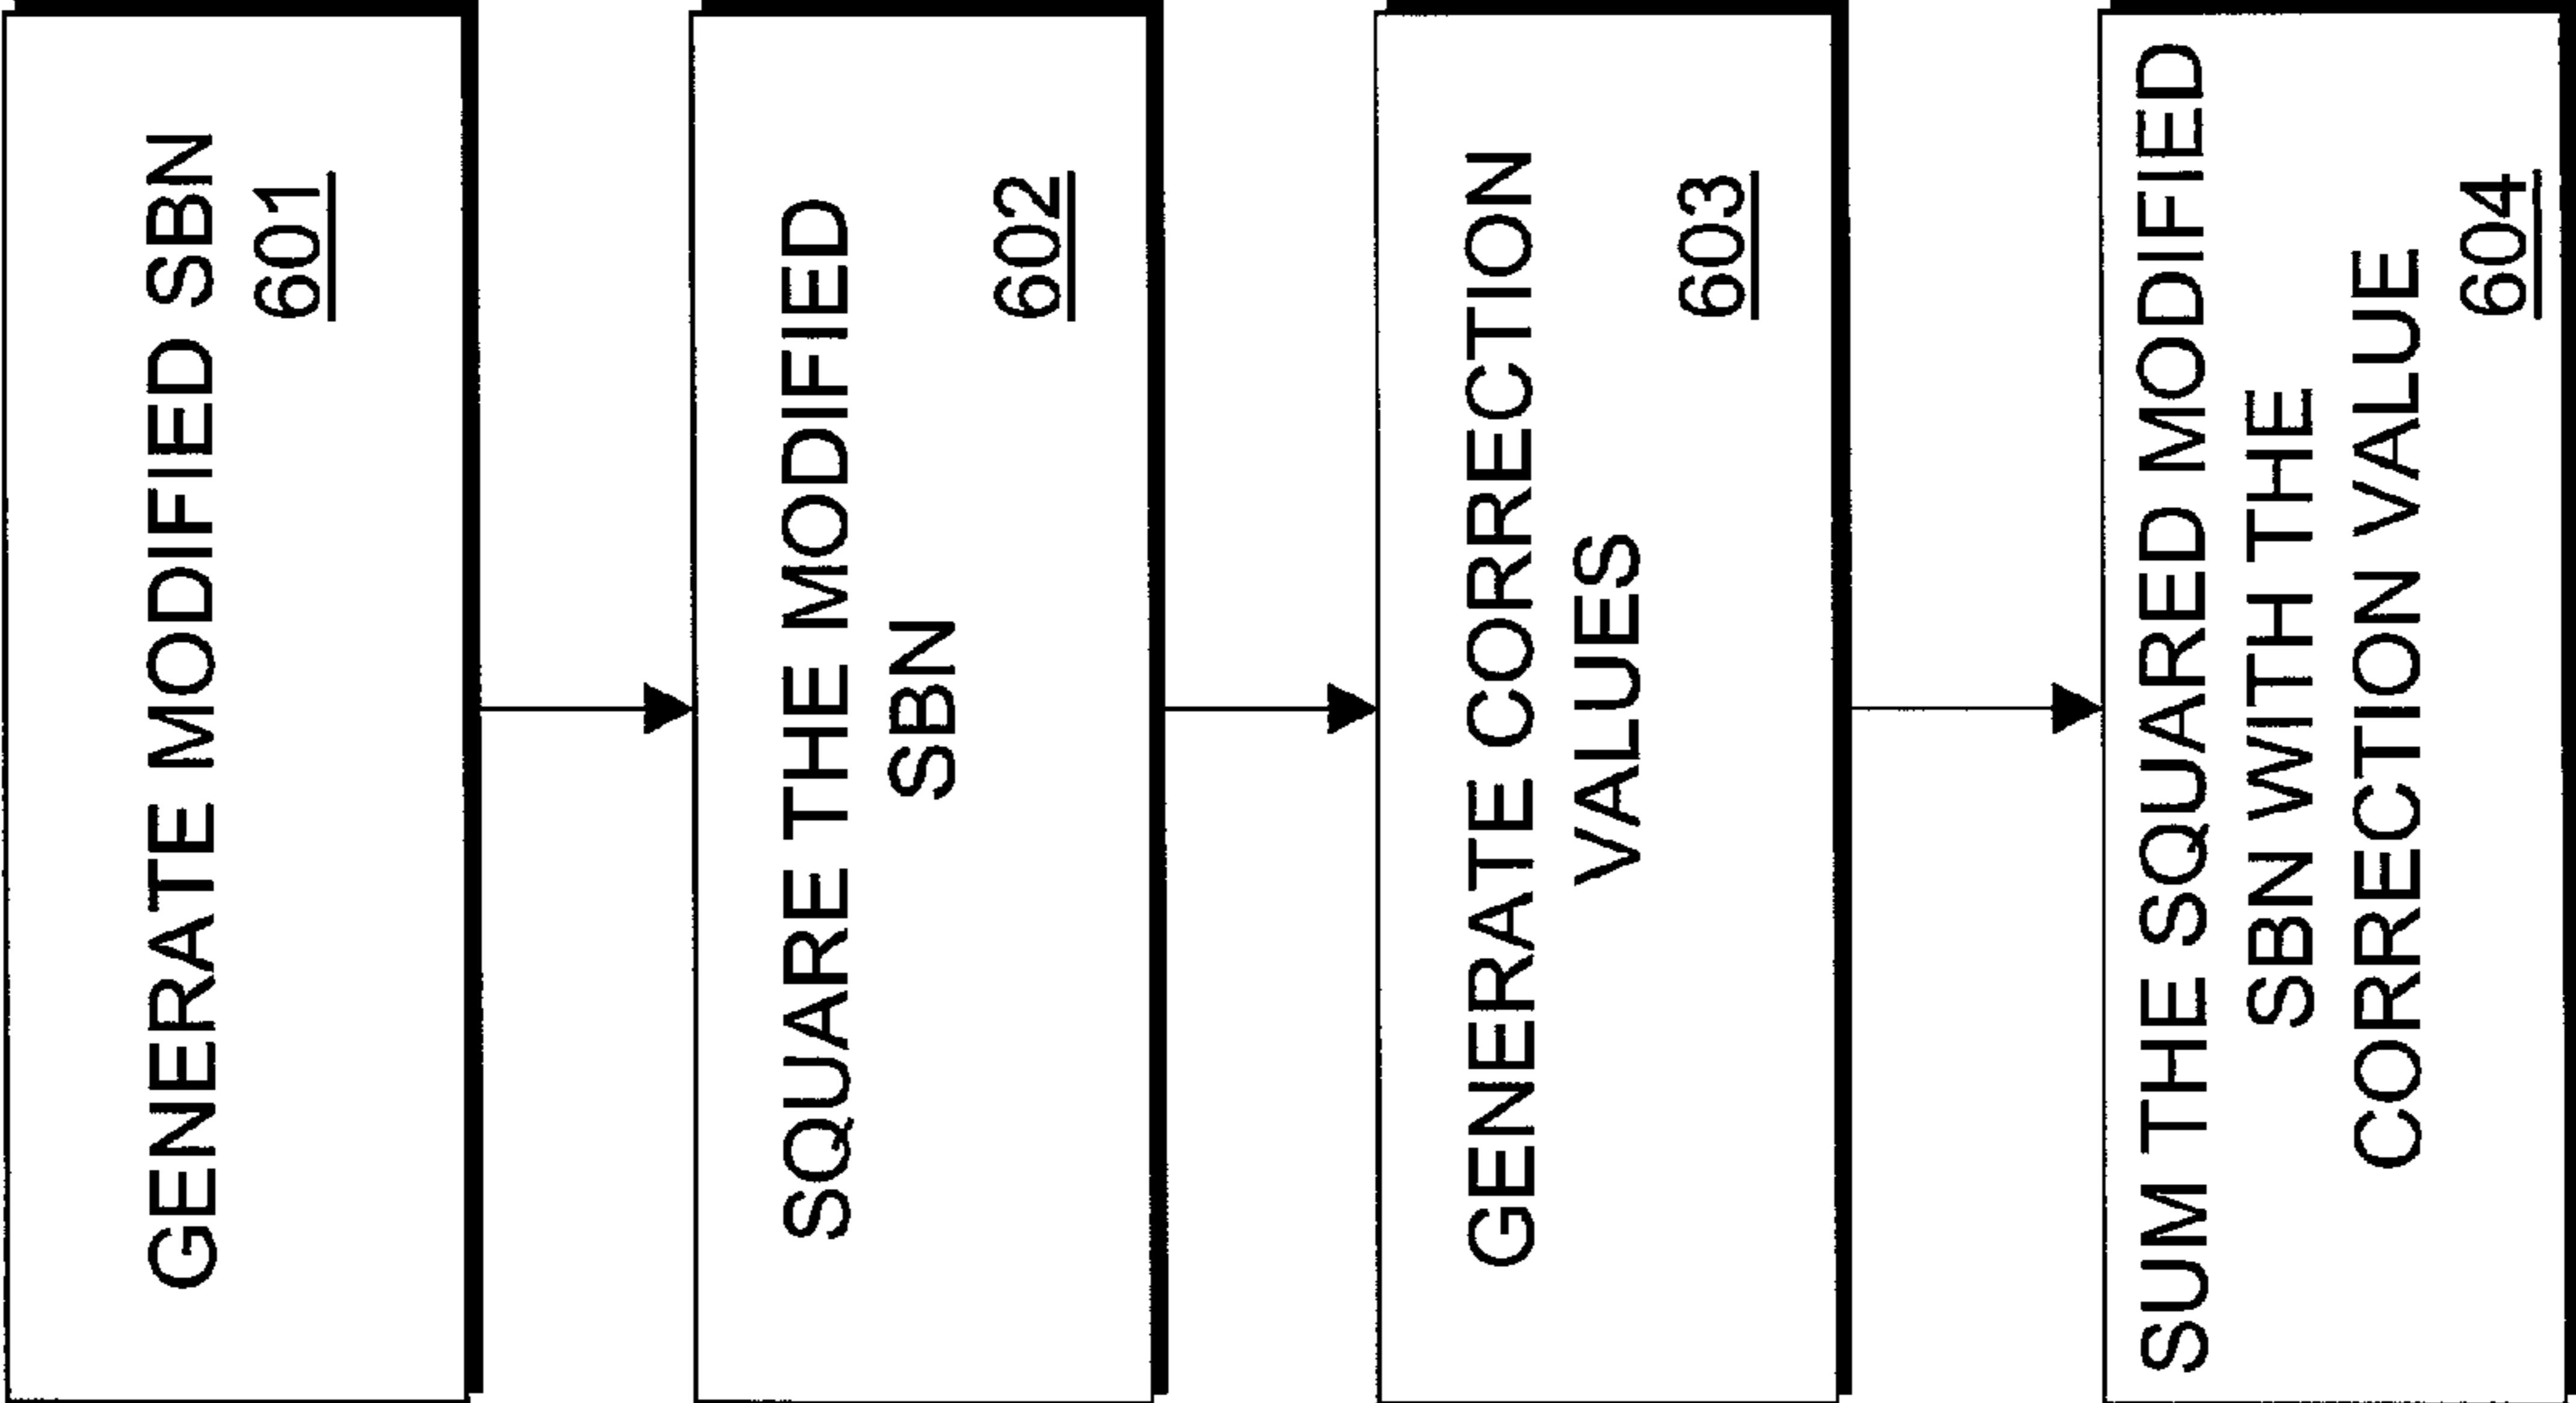 GENERATE MODIFIED SBN
601
SQUARE THE MODIFIED
SBN
602
GENERATE CORRECTION
VALUES
603
SUM THE SQUARED MODIFIED
SBN WITH THE
CORRECTION VALUE
604